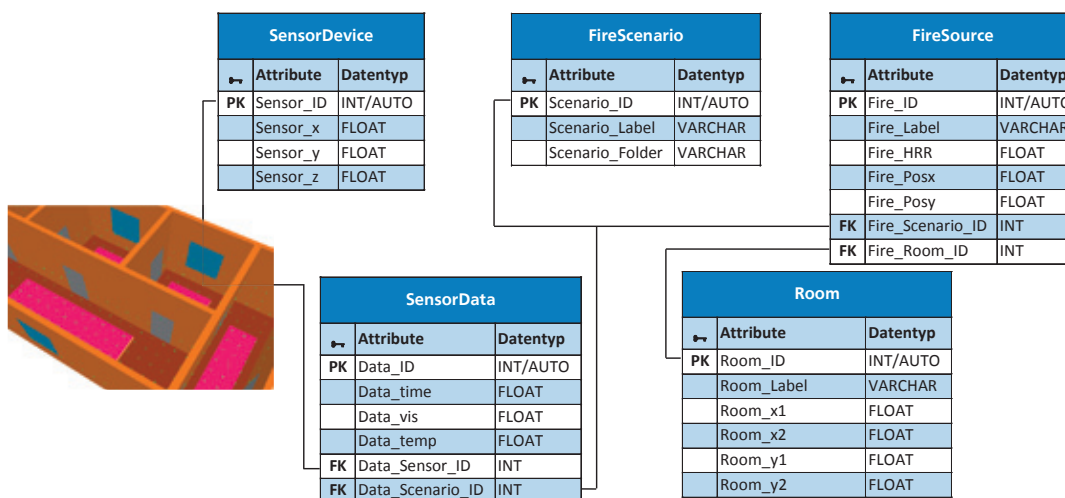 SensorDevice
Attribute Datentyp
PK Sensor_ID INT/AUTO
Sensor_x FLOAT
Sensor_y FLOAT
Sensor_z FLOAT
FireScenario
Attribute Datentyp
PK Scenario_ID INT/AUTO
Scenario_Label VARCHAR
Scenario_Folder VARCHAR
FireSource
Attribute Datentyp
PK Fire_ID INT/AUTO
Fire_Label VARCHAR
Fire_HRR FLOAT
Fire_Posx FLOAT
Fire_Posy FLOAT
FK Fire_Scenario_ID INT
FK Fire_Room_ID INT
SensorData
Attribute Datentyp
PK Data_ID INT/AUTO
Data_time FLOAT
Data_vis FLOAT
Data_temp FLOAT
FK Data_Sensor_ID INT
FK Data_Scenario_ID INT
Room
Attribute Datentyp
PK Room_ID INT/AUTO
Room_Label VARCHAR
Room_x1 FLOAT
Room_x2 FLOAT
Room_y1 FLOAT
Room_y2 FLOAT